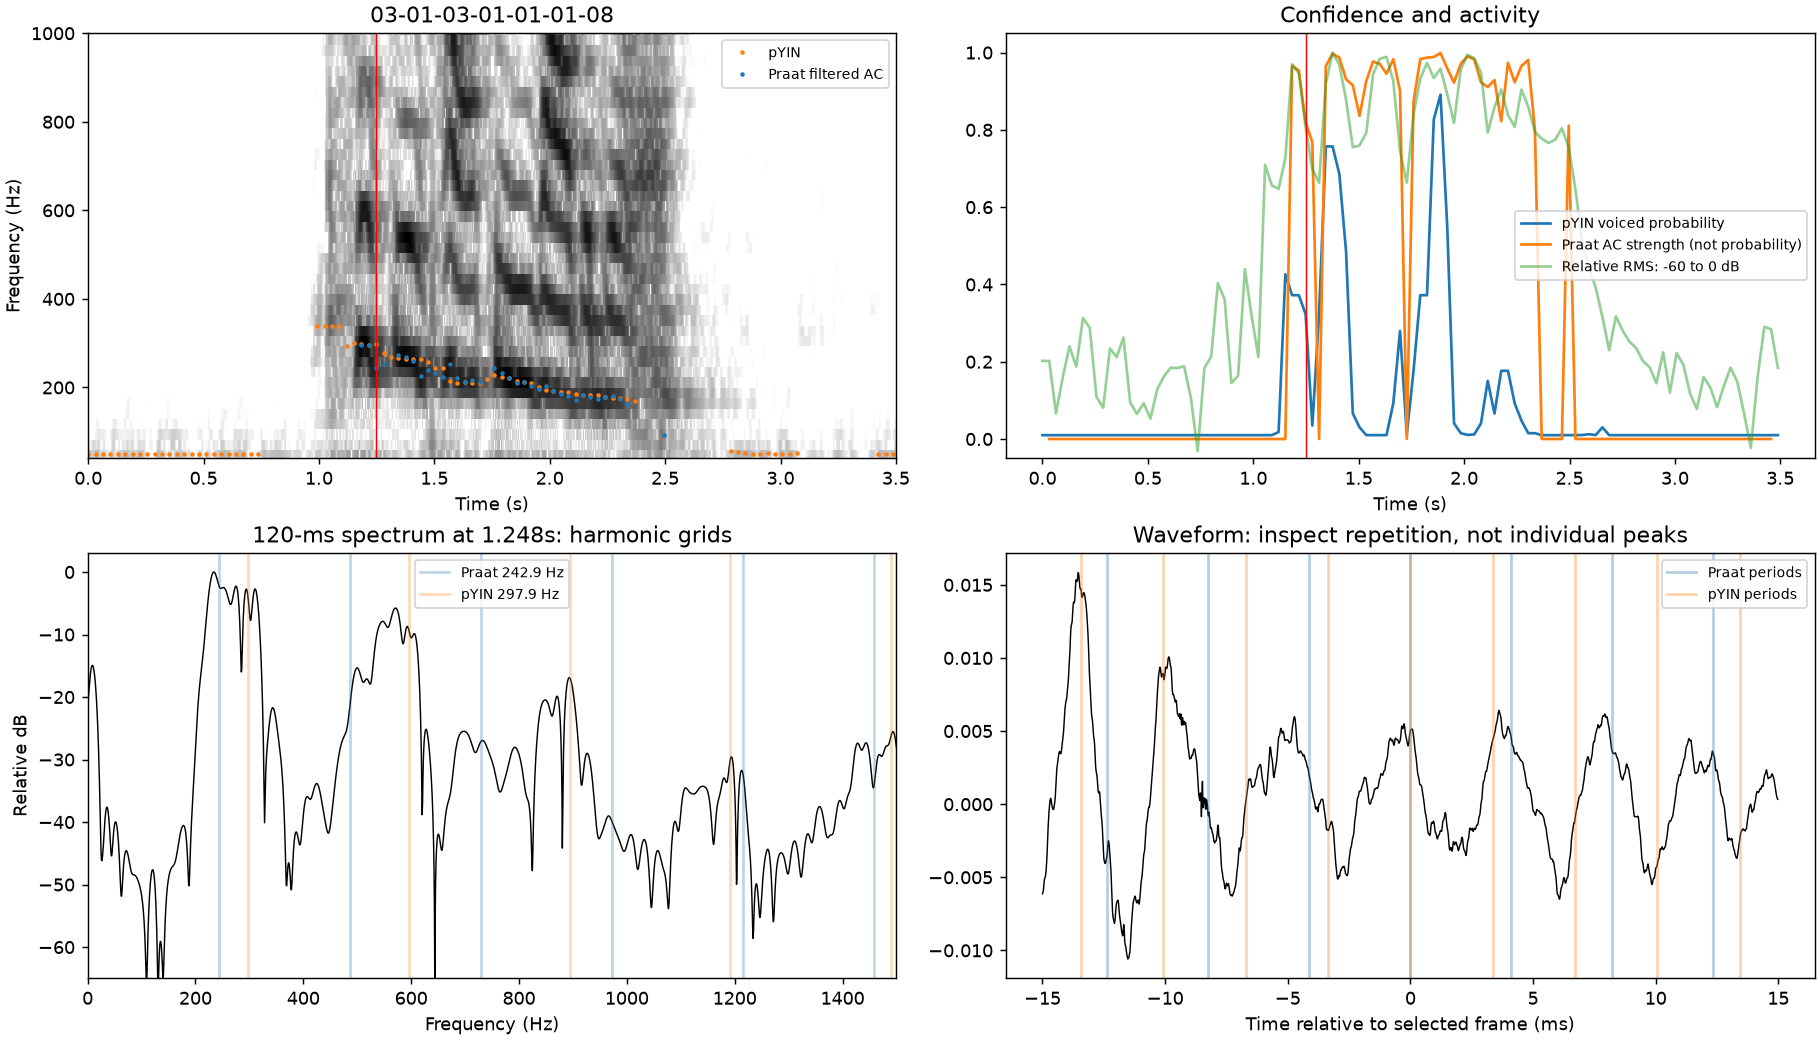 03-01-03-01-01-01-08
1000
800
600
400
200
Frequency (Hz)
0.0 0.5 1.0 1.5 2.0 2.5 3.0 3.5
Time (s)
pYIN
Praat filtered AC
Confidence and activity
1.0
0.8
0.6
0.4
0.2
0.0
0.0 0.5 1.0 1.5 2.0 2.5 3.0 3.5
Time (s)
pYIN voiced probability
Praat AC strength (not probability)
Relative RMS: -60 to 0 dB
120-ms spectrum at 1.248s: harmonic grids
0
−10
−20
−30
−40
−50
−60
Relative dB
0 200 400 600 800 1000 1200 1400
Frequency (Hz)
Praat 242.9 Hz
pYIN 297.9 Hz
Waveform: inspect repetition, not individual peaks
0.015
0.010
0.005
0.000
−0.005
−0.010
−15 −10 −5 0 5 10 15
Time relative to selected frame (ms)
Praat periods
pYIN periods